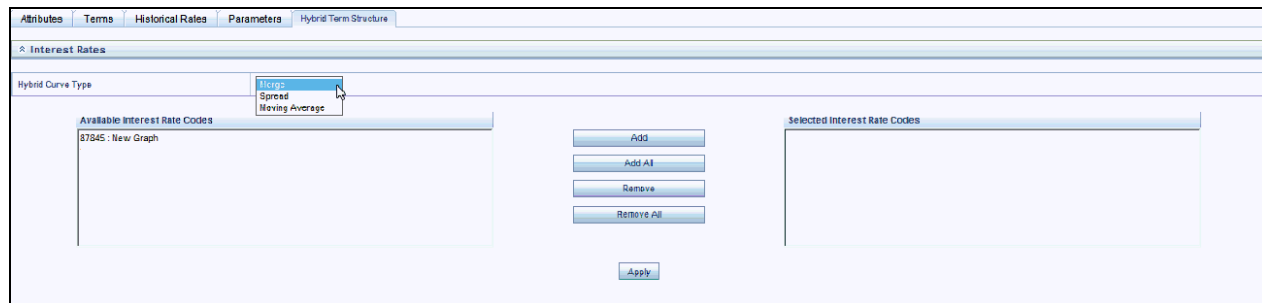 Attributes Terms Historical Rates Parameters Hybrid Term Structure
Interest Rates
Hybrid Curve Type
Merge
Spread
Moving Average
Available Interest Rate Codes
87845 : New Graph
Add
Add All
Remove
Remove All
Selected Interest Rate Codes
Apply